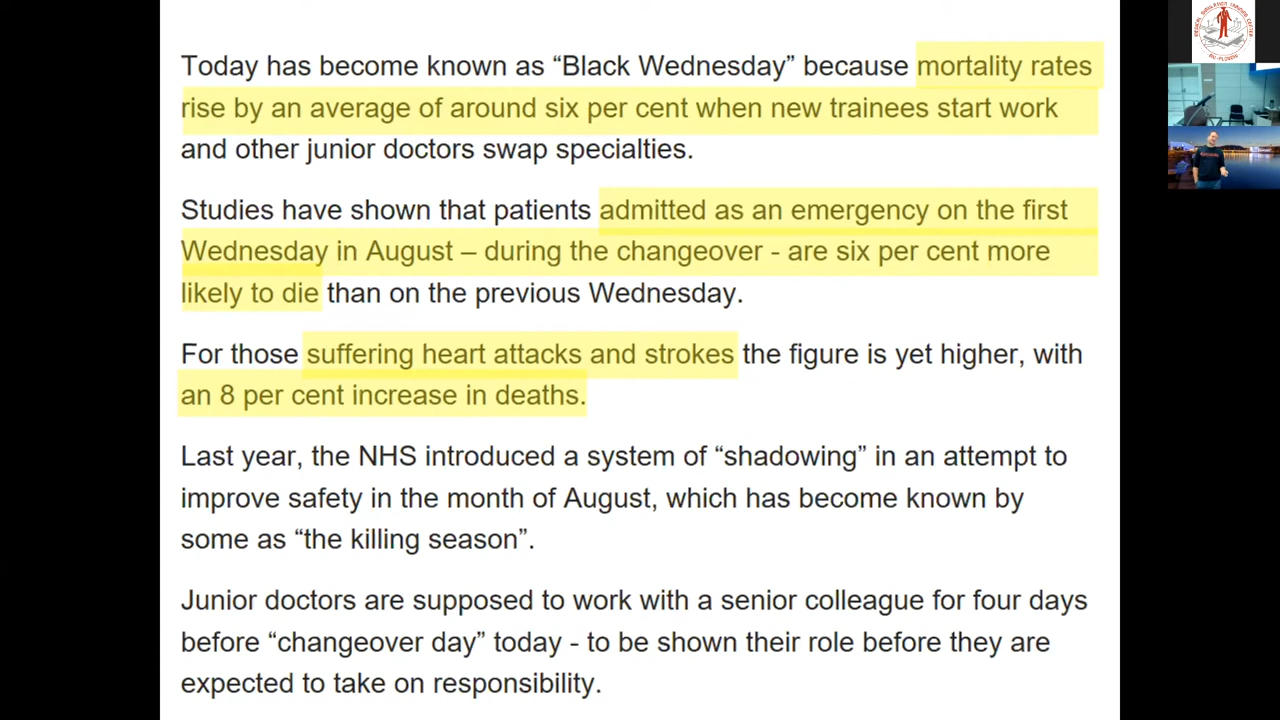 Today has become known as “Black Wednesday” because mortality rates
rise by an average of around six per cent when new trainees start work
and other junior doctors swap specialties.
Studies have shown that patients admitted as an emergency on the first
Wednesday in August – during the changeover - are six per cent more
likely to die than on the previous Wednesday.
For those suffering heart attacks and strokes the figure is yet higher, with
an 8 per cent increase in deaths.
Last year, the NHS introduced a system of “shadowing” in an attempt to
improve safety in the month of August, which has become known by
some as “the killing season”.
Junior doctors are supposed to work with a senior colleague for four days
before “changeover day” today - to be shown their role before they are
expected to take on responsibility.
MEDICAL SIMULATION TRAINING CENTER